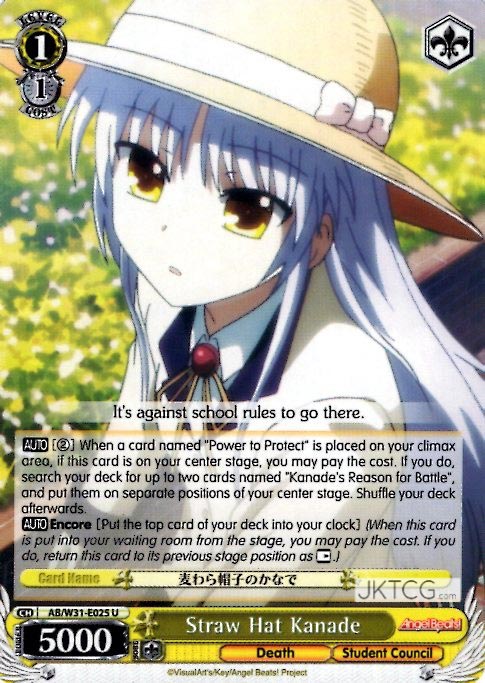 LEVEL
1
1
COST
It's against school rules to go there.
AUTO [②] When a card named "Power to Protect" is placed on your climax
area, if this card is on your center stage, you may pay the cost. If you do,
search your deck for up to two cards named "Kanade's Reason for Battle",
and put them on separate positions of your center stage. Shuffle your deck
afterwards.
AUTO Encore [Put the top card of your deck into your clock] (When this card
is put into your waiting room from the stage, you may pay the cost. If you
do, return this card to its previous stage position as .)
Card Name 麦わら帽子のかなで
JKTCG.com
CH AB/W31-E025 U
POWER 5000 SOUL
Straw Hat Kanade
Angel Beats!
Death Student Council
©VisualArt's/Key/Angel Beats! Project